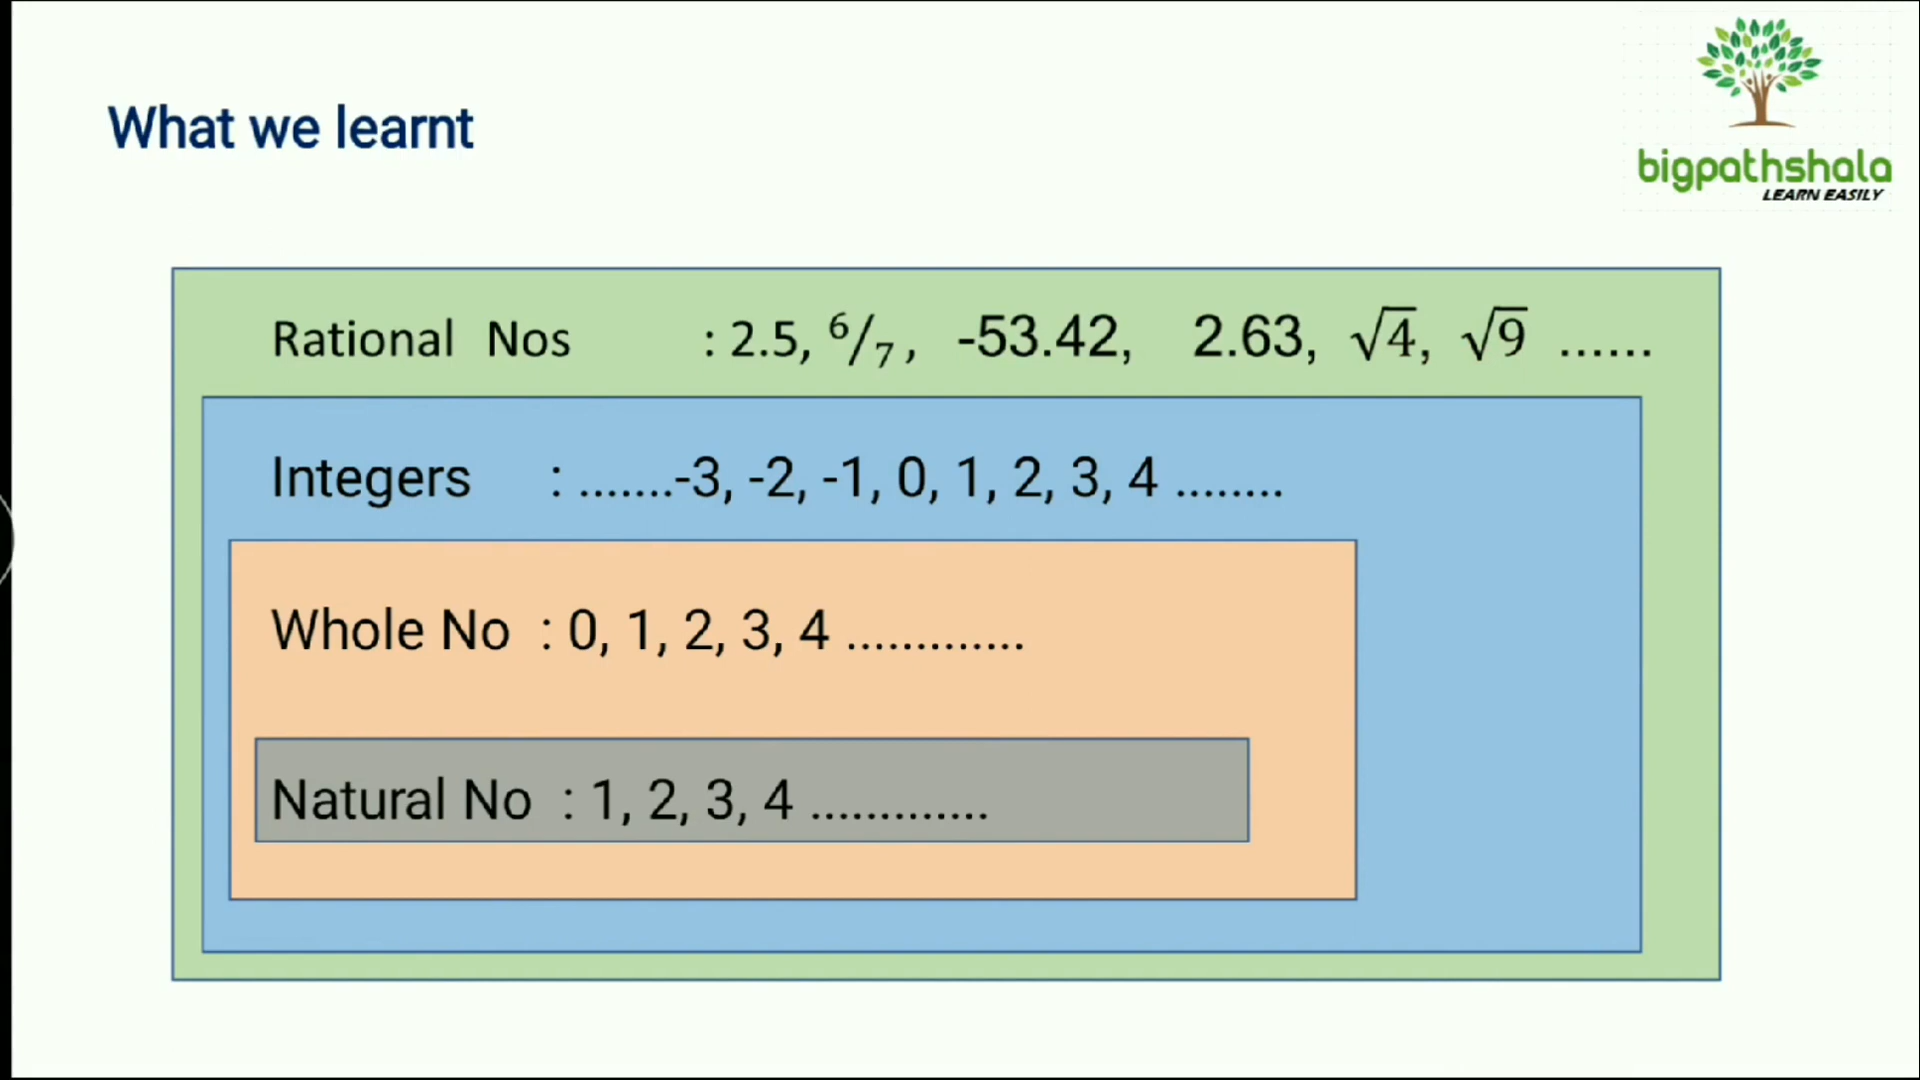 What we learnt
bigpathshala
LEARN EASILY
Rational Nos : 2.5, ⁶/₇, -53.42, 2.63, √4, √9 ......
Integers : .......-3, -2, -1, 0, 1, 2, 3, 4 ........
Whole No : 0, 1, 2, 3, 4 .............
Natural No : 1, 2, 3, 4 .............